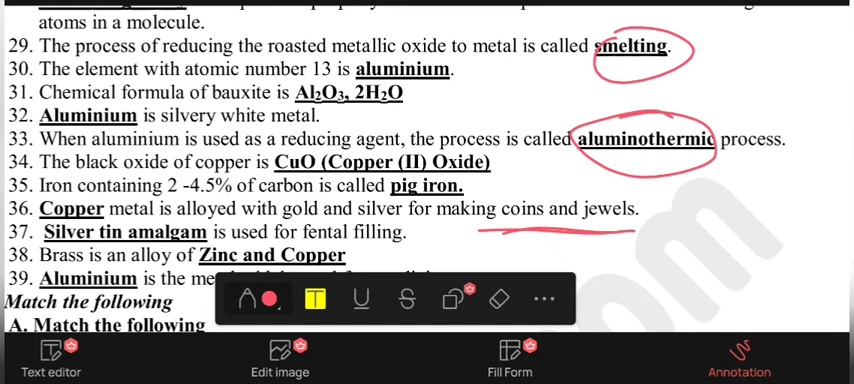 atoms in a molecule.
29. The process of reducing the roasted metallic oxide to metal is called smelting.
30. The element with atomic number 13 is aluminium.
31. Chemical formula of bauxite is Al₂O₃, 2H₂O
32. Aluminium is silvery white metal.
33. When aluminium is used as a reducing agent, the process is called aluminothermic process.
34. The black oxide of copper is CuO (Copper (II) Oxide)
35. Iron containing 2 -4.5% of carbon is called pig iron.
36. Copper metal is alloyed with gold and silver for making coins and jewels.
37. Silver tin amalgam is used for fental filling.
38. Brass is an alloy of Zinc and Copper
39. Aluminium is the
Match the following
A. Match the following
Text editor Edit image Fill Form Annotation